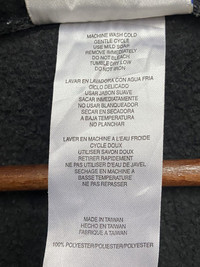 MACHINE WASH COLD
GENTLE CYCLE
USE MILD SOAP
REMOVE IMMEDIATELY
DO NOT BLEACH
TUMBLE DRY LOW
DO NOT IRON
LAVAR EN LAVADORA CON AGUA FRIA
CICLO DELICADO
USAR JABON SUAVE
SACAR IMMEDIATAMENTE
NO USAR BLANQUEADOR
SECAR EN SECADORA
A BAJA TEMPERATURA
NO PLANCHAR
LAVER EN MACHINE A L'EAU FROIDE
CYCLE DOUX
UTILISER SAVON DOUX
RETIRER RAPIDEMENT
NE PAS UTILISER D'EAU DE JAVEL
SECHAGE EN MACHINE A
BASSE TEMPERATURE
NE PAS REPASSER
MADE IN TAIWAN
HECHO EN TAIWAN
FABRIQUE A TAIWAN
100% POLYESTER/POLIESTER/POLYESTER